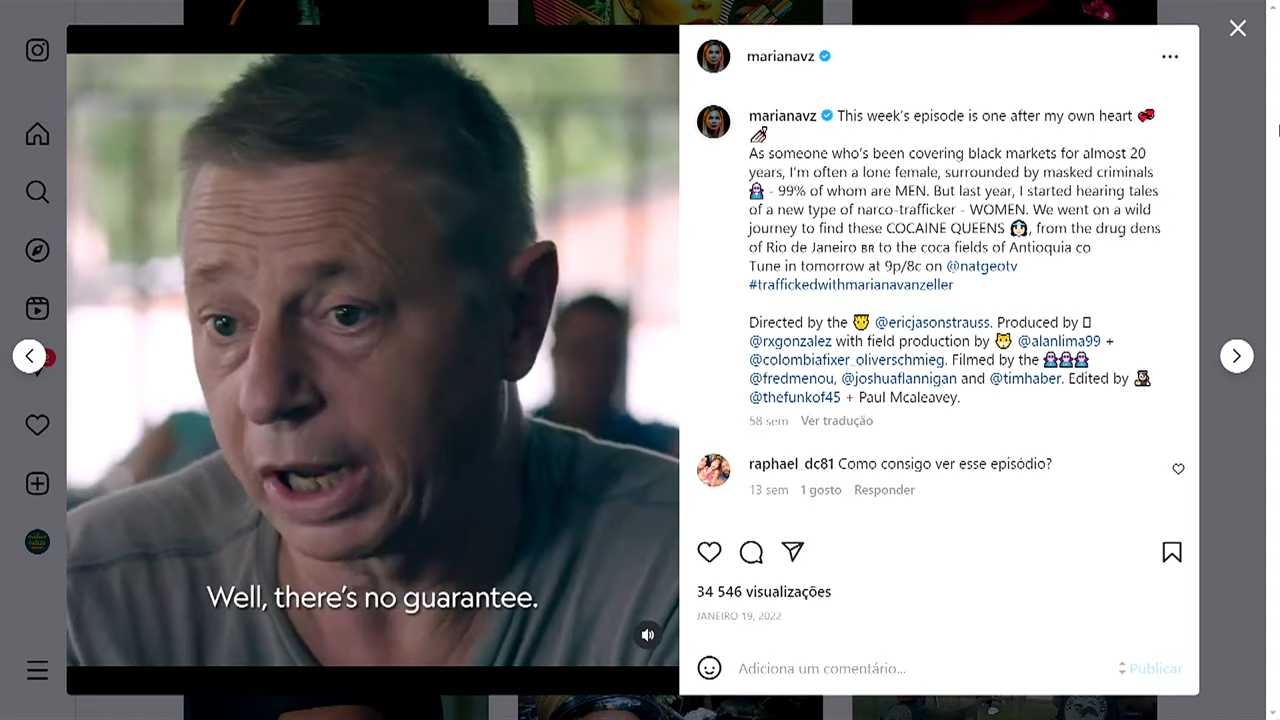 marianavz
marianavz This week's episode is one after my own heart
As someone who's been covering black markets for almost 20
years, I'm often a lone female, surrounded by masked criminals
- 99% of whom are MEN. But last year, I started hearing tales
of a new type of narco-trafficker - WOMEN. We went on a wild
journey to find these COCAINE QUEENS , from the drug dens
of Rio de Janeiro BR to the coca fields of Antioquia co
Tune in tomorrow at 9p/8c on @natgeotv
#traffickedwithmarianavanzeller
Directed by the @ericjasonstrauss. Produced by
@rxgonzalez with field production by @alanlima99 +
@colombiafixer_oliverschmieg. Filmed by the
@fredmenou, @joshuaflannigan and @timhaber. Edited by
@thefunkof45 + Paul Mcaleavey.
58 sem Ver tradução
raphael_dc81 Como consigo ver esse episódio?
13 sem 1 gosto Responder
Well, there's no guarantee.
34 546 visualizações
JANEIRO 19, 2022
Adiciona um comentário...
Publicar